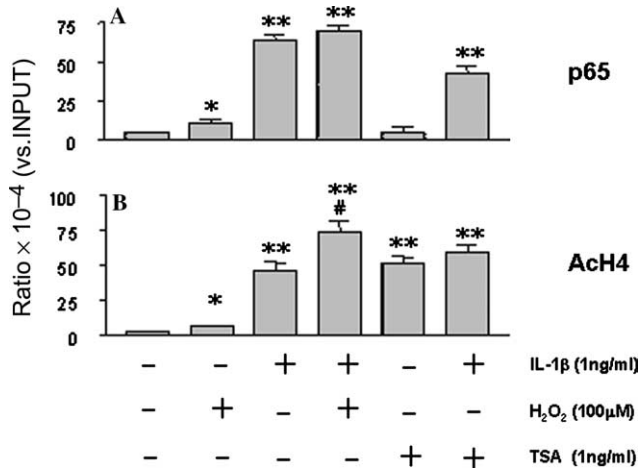 A
75
50
25
0
*
**
**
**
p65
B
100
75
50
25
0
*
**
**
#
**
**
AcH4
Ratio × 10⁻⁴ (vs.INPUT)
– – + + – + IL-1β (1ng/ml)
– + – + – – H₂O₂ (100µM)
– – – – + + TSA (1ng/ml)